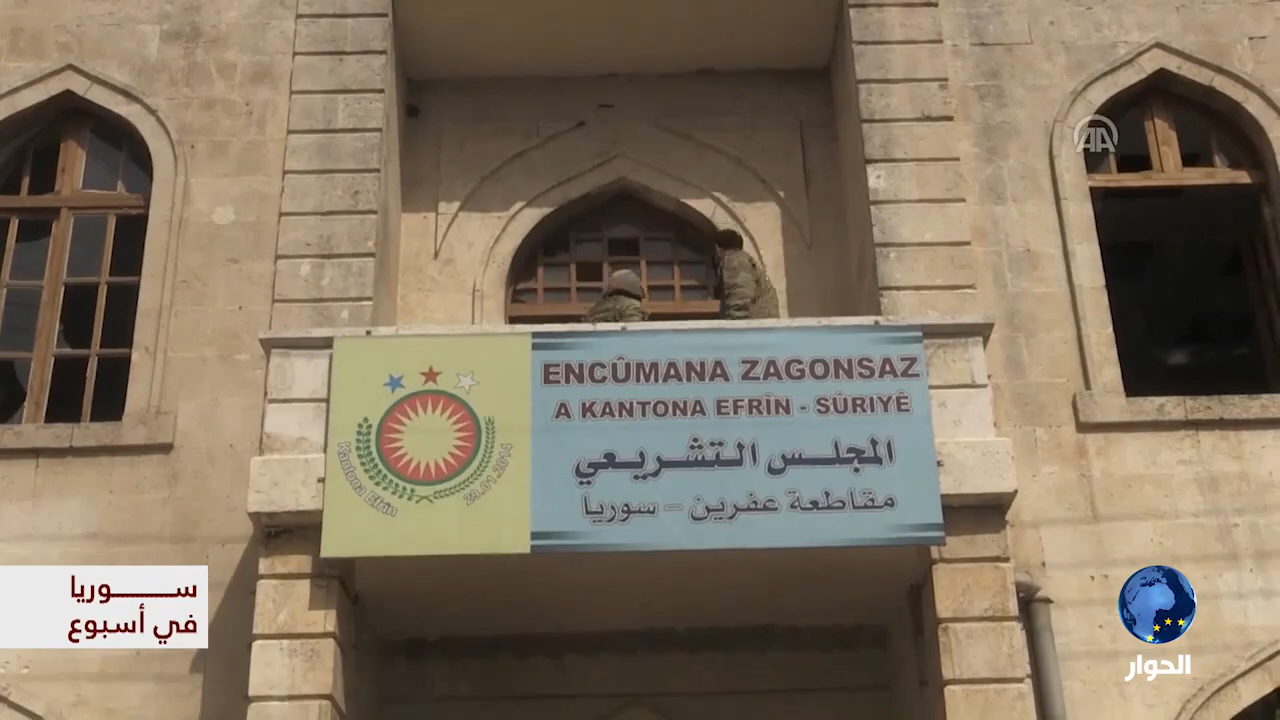 AA
ENCÛMANA ZAGONSAZ
A KANTONA EFRÎN - SÛRIYÊ
المجلس التشريعي
مقاطعة عفرين - سوريا
Kantona Efrîn
29.01.2014
سوريا
في أسبوع
الحوار